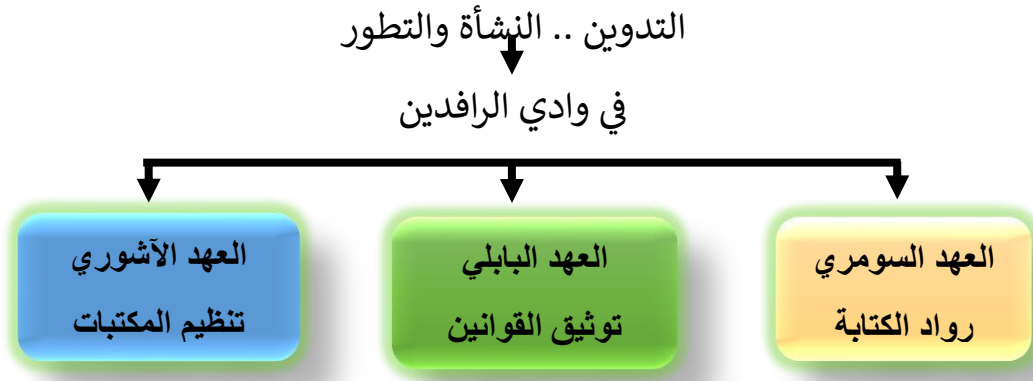 التدوين .. النشأة والتطور
في وادي الرافدين
العهد السومري
رواد الكتابة
العهد البابلي
توثيق القوانين
العهد الآشوري
تنظيم المكتبات